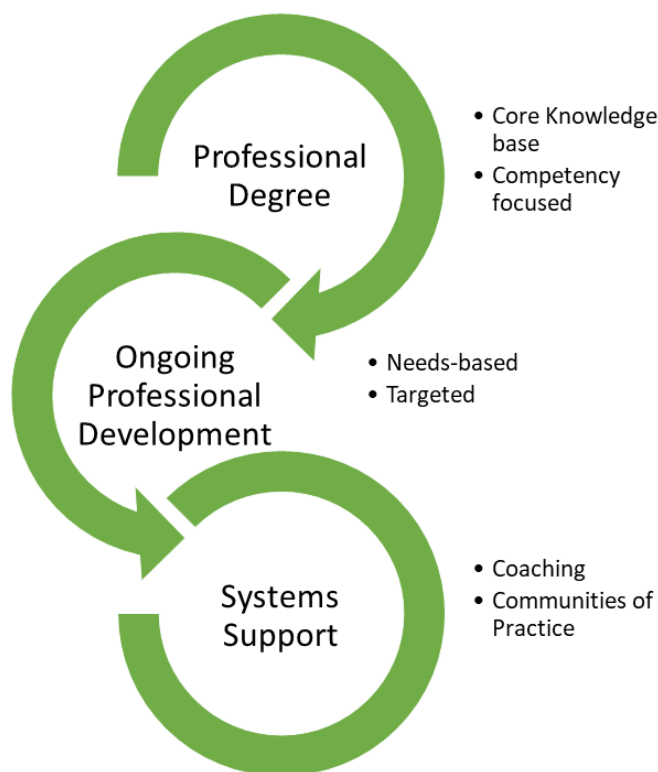 Professional
Degree
• Core Knowledge
base
• Competency
focused
Ongoing
Professional
Development
• Needs-based
• Targeted
Systems
Support
• Coaching
• Communities of
Practice